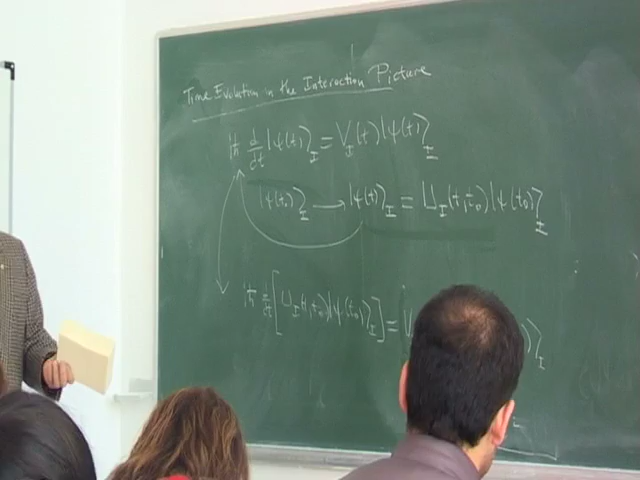 Time Evolution in the Interaction Picture
iħ d/dt |ψ(t)⟩_I = V_I(t)|ψ(t)⟩_I
|ψ(t₀)⟩_I → |ψ(t)⟩_I = U_I(t,t₀)|ψ(t₀)⟩_I
iħ d/dt [U_I(t,t₀)|ψ(t₀)⟩_I] = ⟩_I